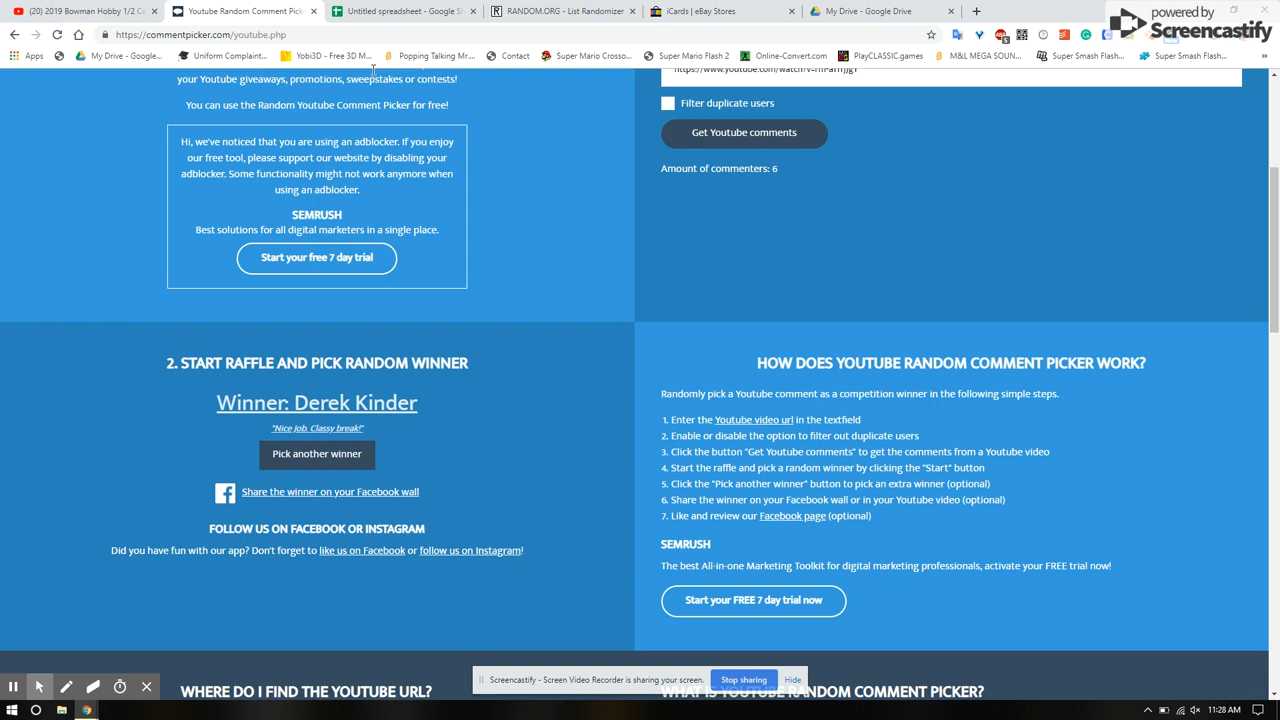 (20) 2019 Bowman Hobby 1/2 Ca
Youtube Random Comment Pick
Untitled spreadsheet - Google Sh
RANDOM.ORG - List Randomizer
iCards | eBay Stores
My Drive - Google Drive
powered by
Screencastify
https://commentpicker.com/youtube.php
Apps
My Drive - Google...
Uniform Complaint...
Yobi3D - Free 3D M...
Popping Talking Mr....
Contact
Super Mario Crosso...
Super Mario Flash 2
Online-Convert.com
PlayCLASSIC.games
M&L MEGA SOUN...
Super Smash Flash...
Super Smash Flash...
your Youtube giveaways, promotions, sweepstakes or contests!
You can use the Random Youtube Comment Picker for free!
Hi, we've noticed that you are using an adblocker. If you enjoy
our free tool, please support our website by disabling your
adblocker. Some functionality might not work anymore when
using an adblocker.
SEMRUSH
Best solutions for all digital marketers in a single place.
Start your free 7 day trial
Filter duplicate users
Get Youtube comments
Amount of commenters: 6
2. START RAFFLE AND PICK RANDOM WINNER
Winner: Derek Kinder
"Nice Job. Classy break!"
Pick another winner
Share the winner on your Facebook wall
FOLLOW US ON FACEBOOK OR INSTAGRAM
Did you have fun with our app? Don't forget to like us on Facebook or follow us on Instagram!
HOW DOES YOUTUBE RANDOM COMMENT PICKER WORK?
Randomly pick a Youtube comment as a competition winner in the following simple steps.
1. Enter the Youtube video url in the textfield
2. Enable or disable the option to filter out duplicate users
3. Click the button "Get Youtube comments" to get the comments from a Youtube video
4. Start the raffle and pick a random winner by clicking the "Start" button
5. Click the "Pick another winner" button to pick an extra winner (optional)
6. Share the winner on your Facebook wall or in your Youtube video (optional)
7. Like and review our Facebook page (optional)
SEMRUSH
The best All-in-one Marketing Toolkit for digital marketing professionals, activate your FREE trial now!
Start your FREE 7 day trial now
Screencastify - Screen Video Recorder is sharing your screen.
Stop sharing
Hide
WHERE DO I FIND THE YOUTUBE URL?
WHAT IS YOUTUBE RANDOM COMMENT PICKER?
11:28 AM